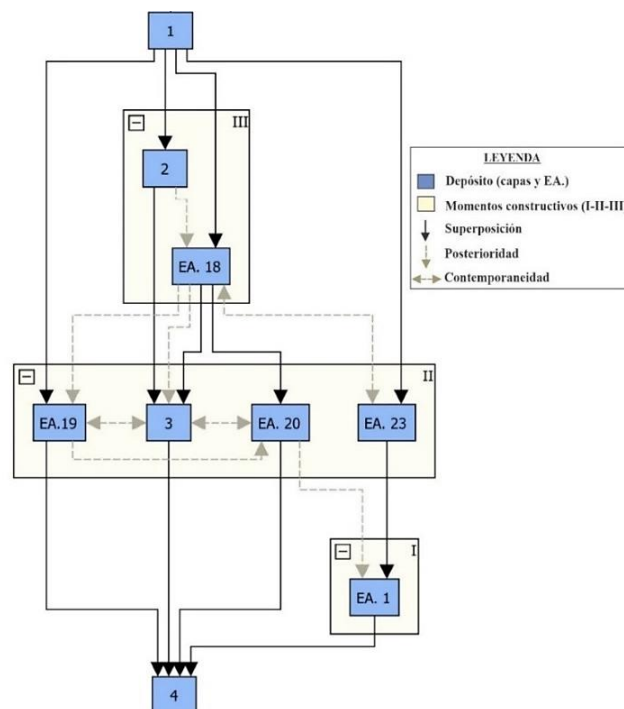 1
III
2
EA. 18
LEYENDA
Depósito (capas y EA.)
Momentos constructivos (I-II-III)
Superposición
Posterioridad
Contemporaneidad
II
EA.19
3
EA. 20
EA. 23
I
EA. 1
4